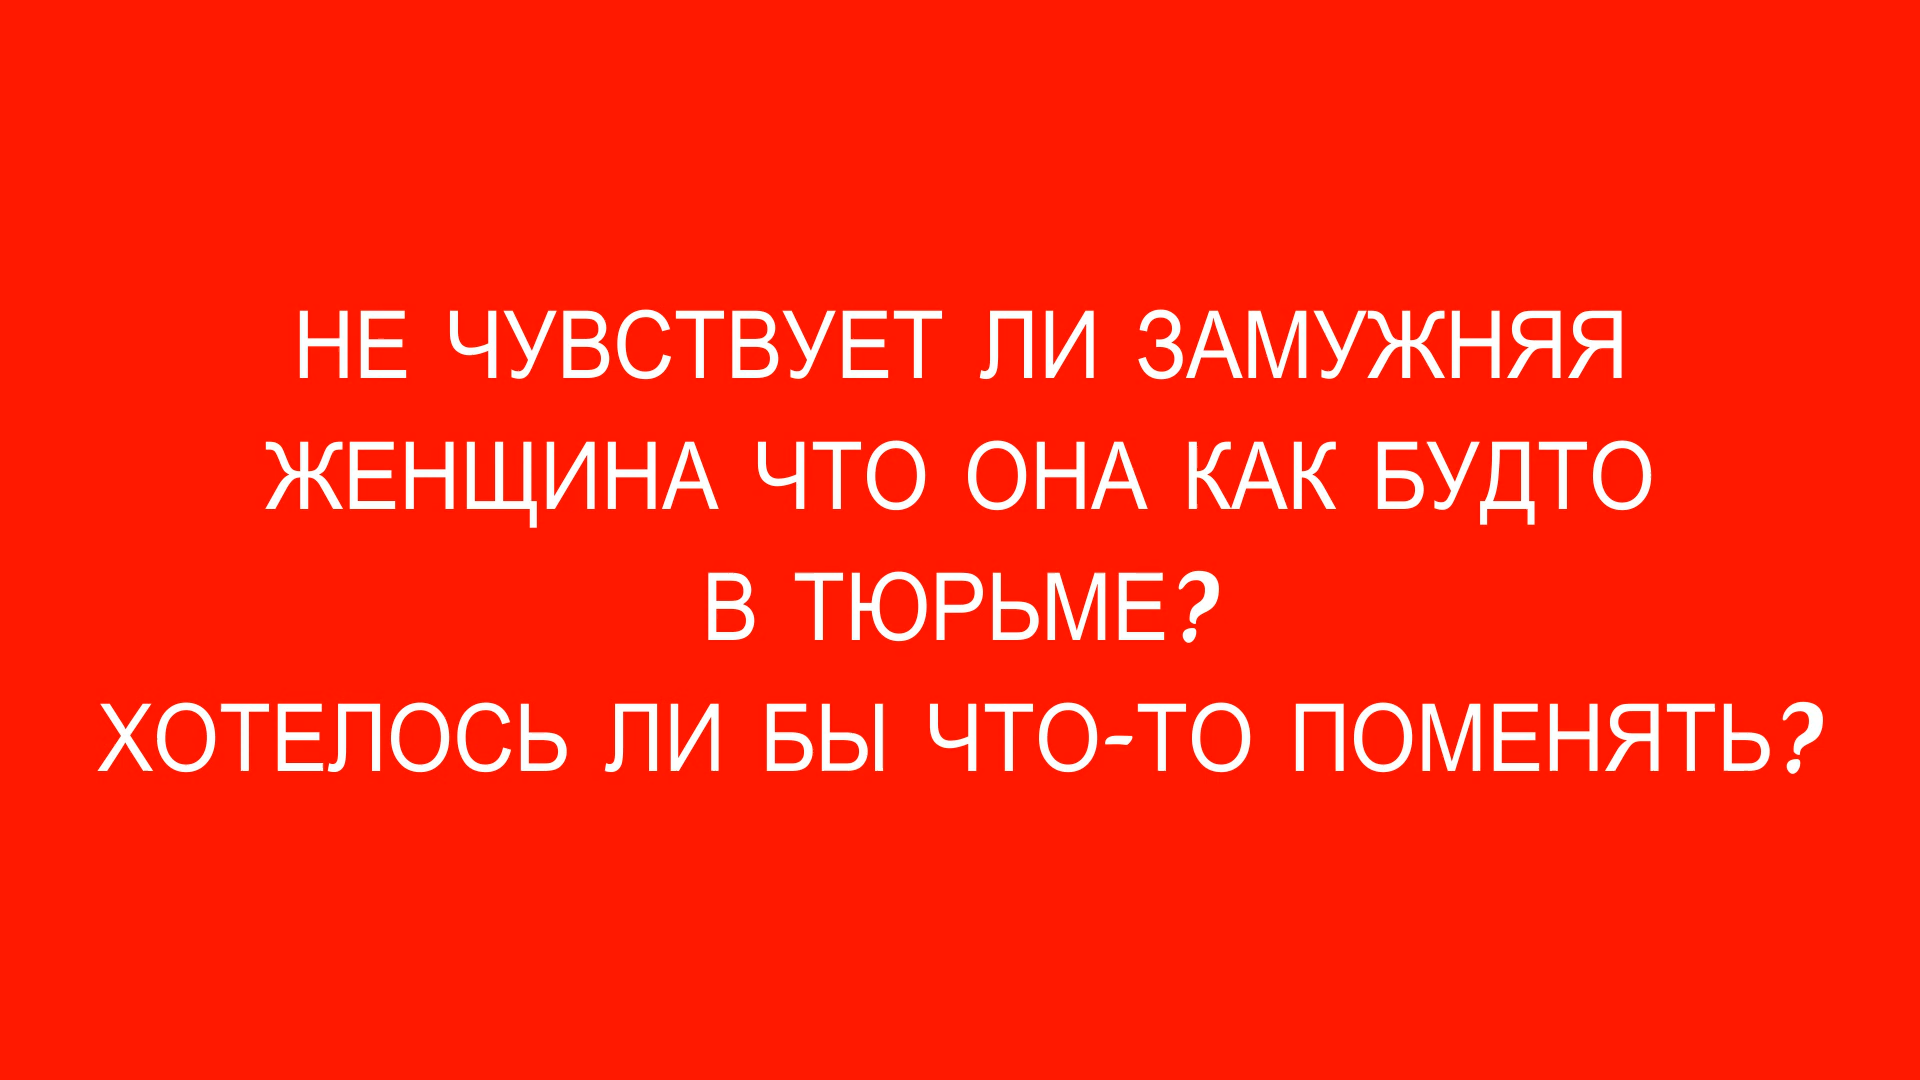 НЕ ЧУВСТВУЕТ ЛИ ЗАМУЖНЯЯ
ЖЕНЩИНА ЧТО ОНА КАК БУДТО
В ТЮРЬМЕ?
ХОТЕЛОСЬ ЛИ БЫ ЧТО-ТО ПОМЕНЯТЬ?